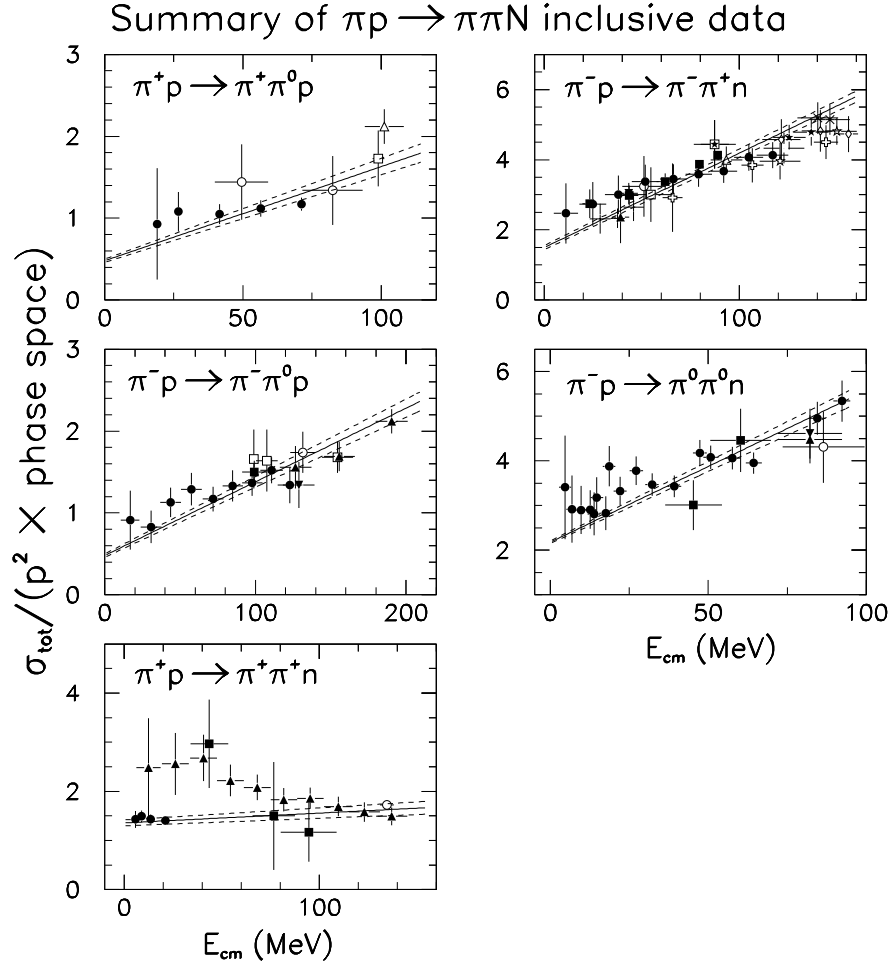 Summary of πp → ππN inclusive data
π⁺p → π⁺π⁰p
3
2
1
0
0 50 100
π⁻p → π⁻π⁺n
6
4
2
0
0 100
π⁻p → π⁻π⁰p
3
2
1
0
0 100 200
π⁻p → π⁰π⁰n
6
4
2
0 50 100
E_cm (MeV)
π⁺p → π⁺π⁺n
4
2
0
0 100
E_cm (MeV)
σ_tot/(p² X phase space)